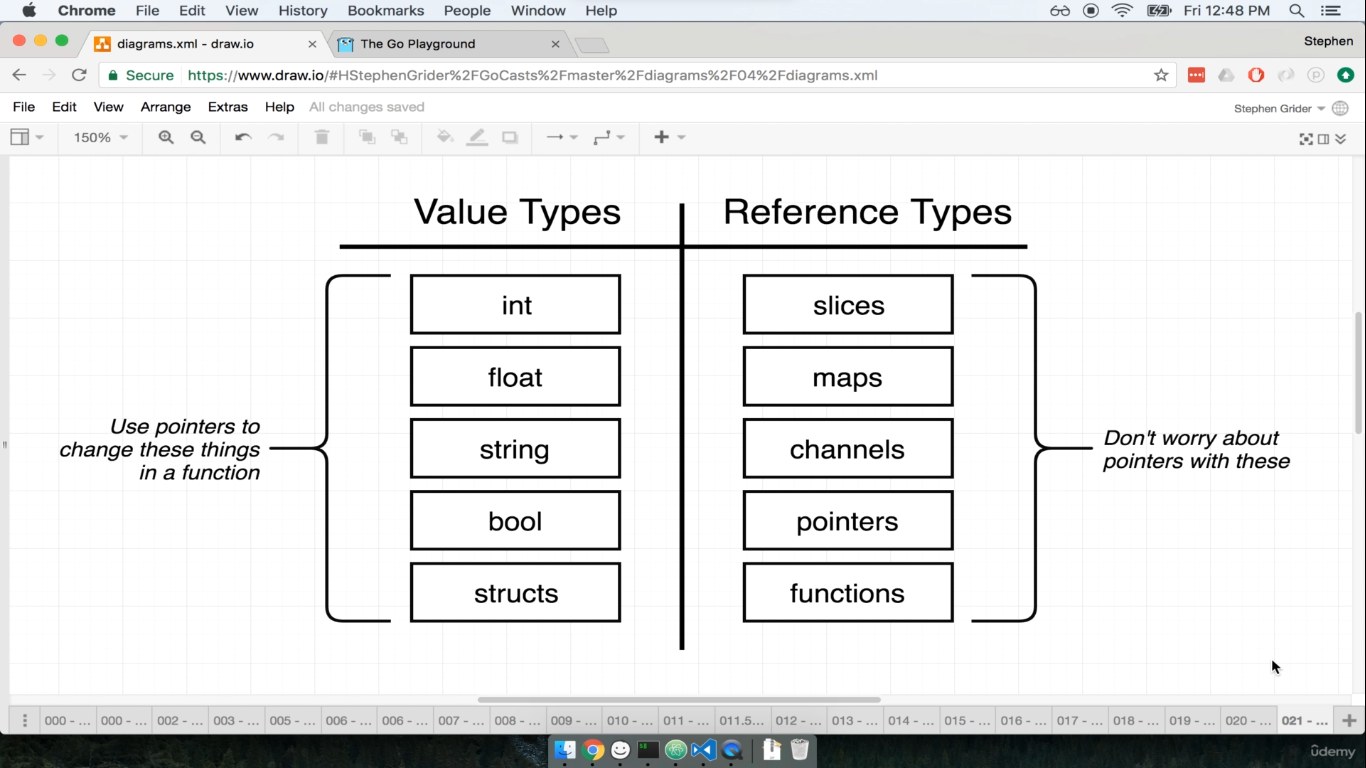 Chrome File Edit View History Bookmarks People Window Help Fri 12:48 PM
diagrams.xml - draw.io The Go Playground Stephen
Secure https://www.draw.io/#HStephenGrider%2FGoCasts%2Fmaster%2Fdiagrams%2F04%2Fdiagrams.xml
File Edit View Arrange Extras Help All changes saved Stephen Grider
150%
Value Types Reference Types
int slices
float maps
string channels
bool pointers
structs functions
Use pointers to
change these things
in a function
Don't worry about
pointers with these
000 - ... 000 - ... 002 - ... 003 - ... 005 - ... 006 - ... 006 - ... 007 - ... 008 - ... 009 - ... 010 - ... 011 - ... 011.5... 012 - ... 013 - ... 014 - ... 015 - ... 016 - ... 017 - ... 018 - ... 019 - ... 020 - ... 021 - ...
ûdemy